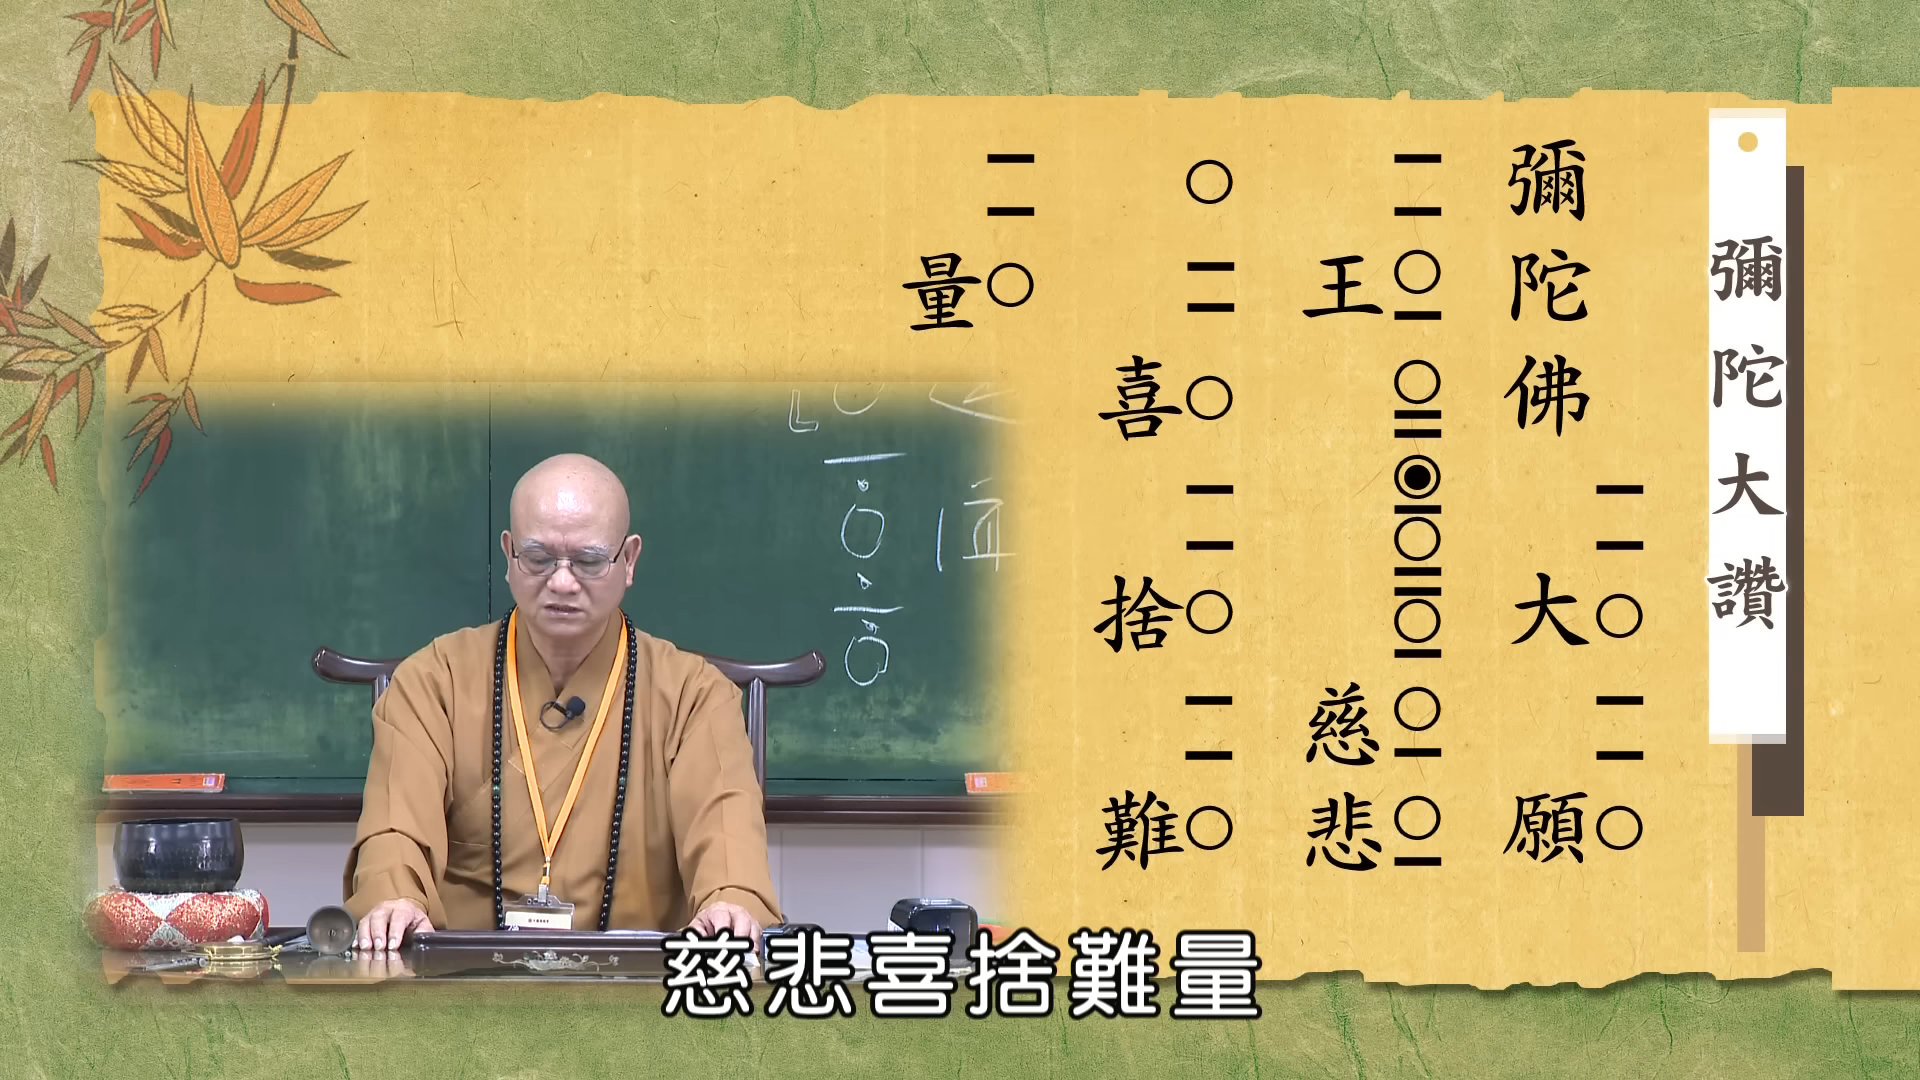 彌陀大讚
彌陀佛大願
王慈悲
喜捨難
量
慈悲喜捨難量